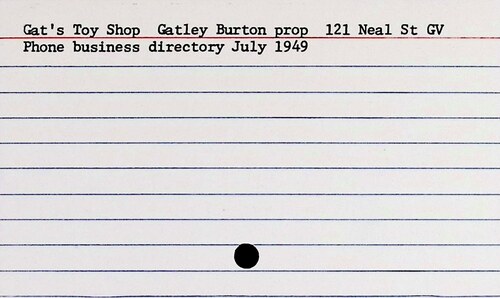 Gat's Toy Shop  Gatley Burton prop  121 Neal St GV
Phone business directory July 1949